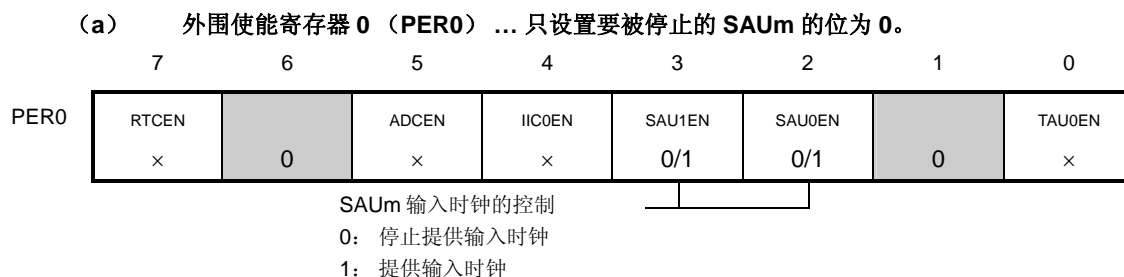 （a） 外围使能寄存器 0 （PER0） … 只设置要被停止的 SAUm 的位为 0。
7 6 5 4 3 2 1 0
PER0 RTCEN ADCEN IIC0EN SAU1EN SAU0EN TAU0EN
× 0 × × 0/1 0/1 0 ×
SAUm 输入时钟的控制
0： 停止提供输入时钟
1： 提供输入时钟